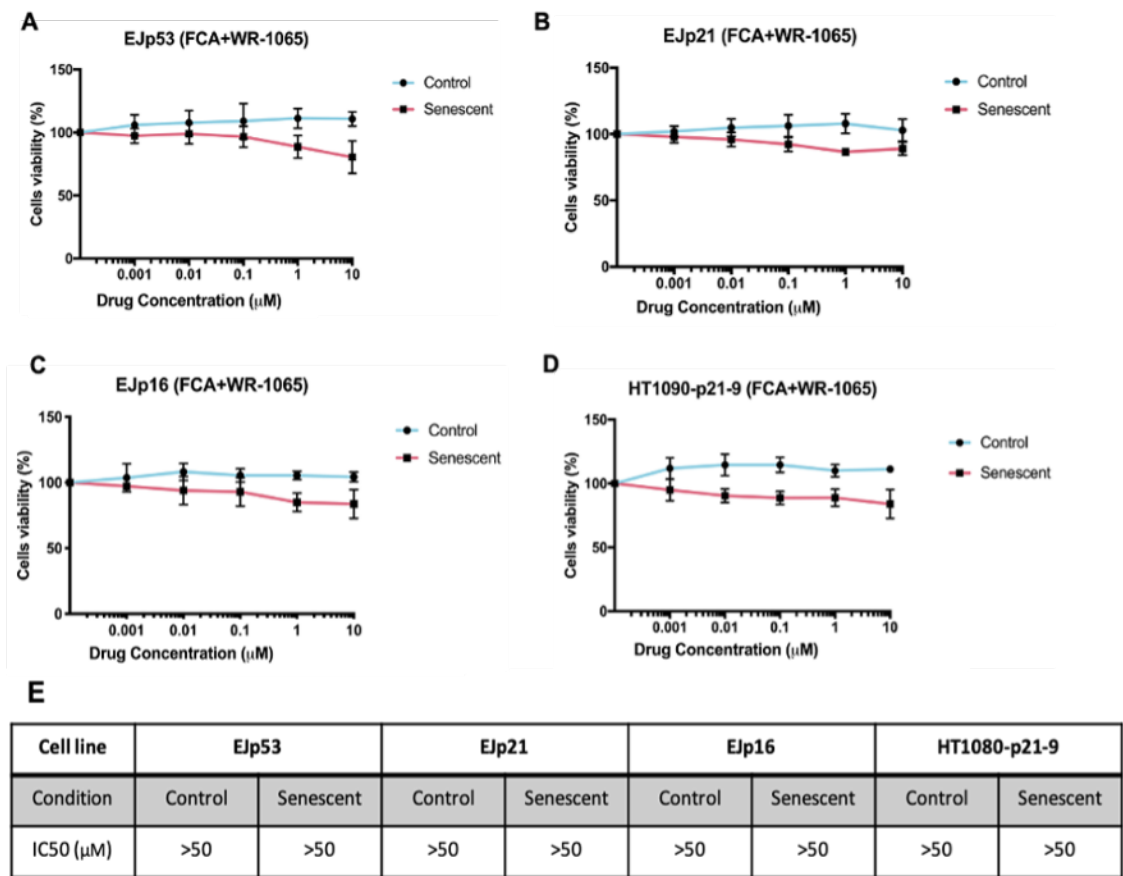 A
EJp53 (FCA+WR-1065)
150
100
50
0
Cells viability (%)
0.001 0.01 0.1 1 10
Drug Concentration (μM)
Control
Senescent
B
EJp21 (FCA+WR-1065)
150
100
50
0
Cells viability (%)
0.001 0.01 0.1 1 10
Drug Concentration (μM)
Control
Senescent
C
EJp16 (FCA+WR-1065)
150
100
50
0
Cells viability (%)
0.001 0.01 0.1 1 10
Drug Concentration (μM)
Control
Senescent
D
HT1090-p21-9 (FCA+WR-1065)
150
100
50
0
Cells viability (%)
0.001 0.01 0.1 1 10
Drug Concentration (μM)
Control
Senescent
E
Cell line EJp53 EJp21 EJp16 HT1080-p21-9
Condition Control Senescent Control Senescent Control Senescent Control Senescent
IC50 (μM) >50 >50 >50 >50 >50 >50 >50 >50